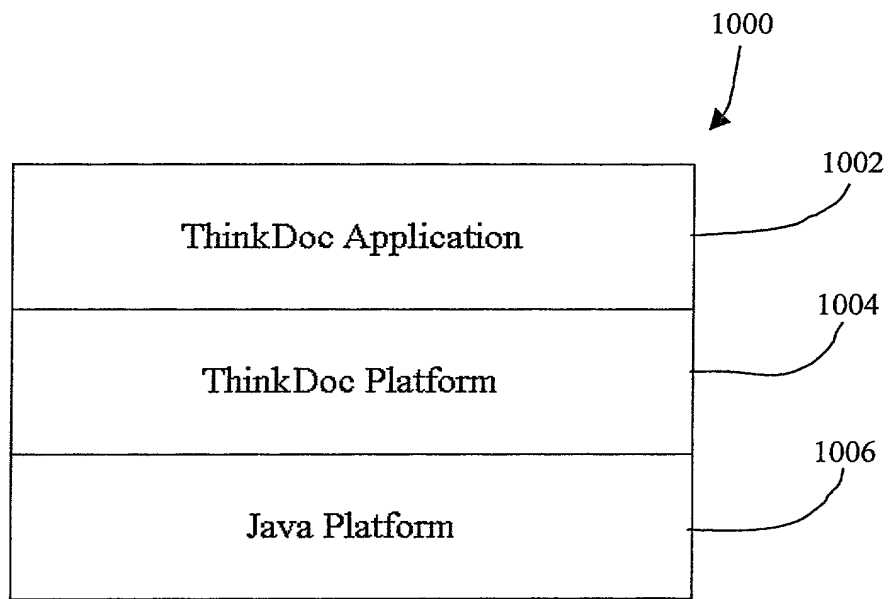 1000
1002
ThinkDoc Application
1004
ThinkDoc Platform
1006
Java Platform